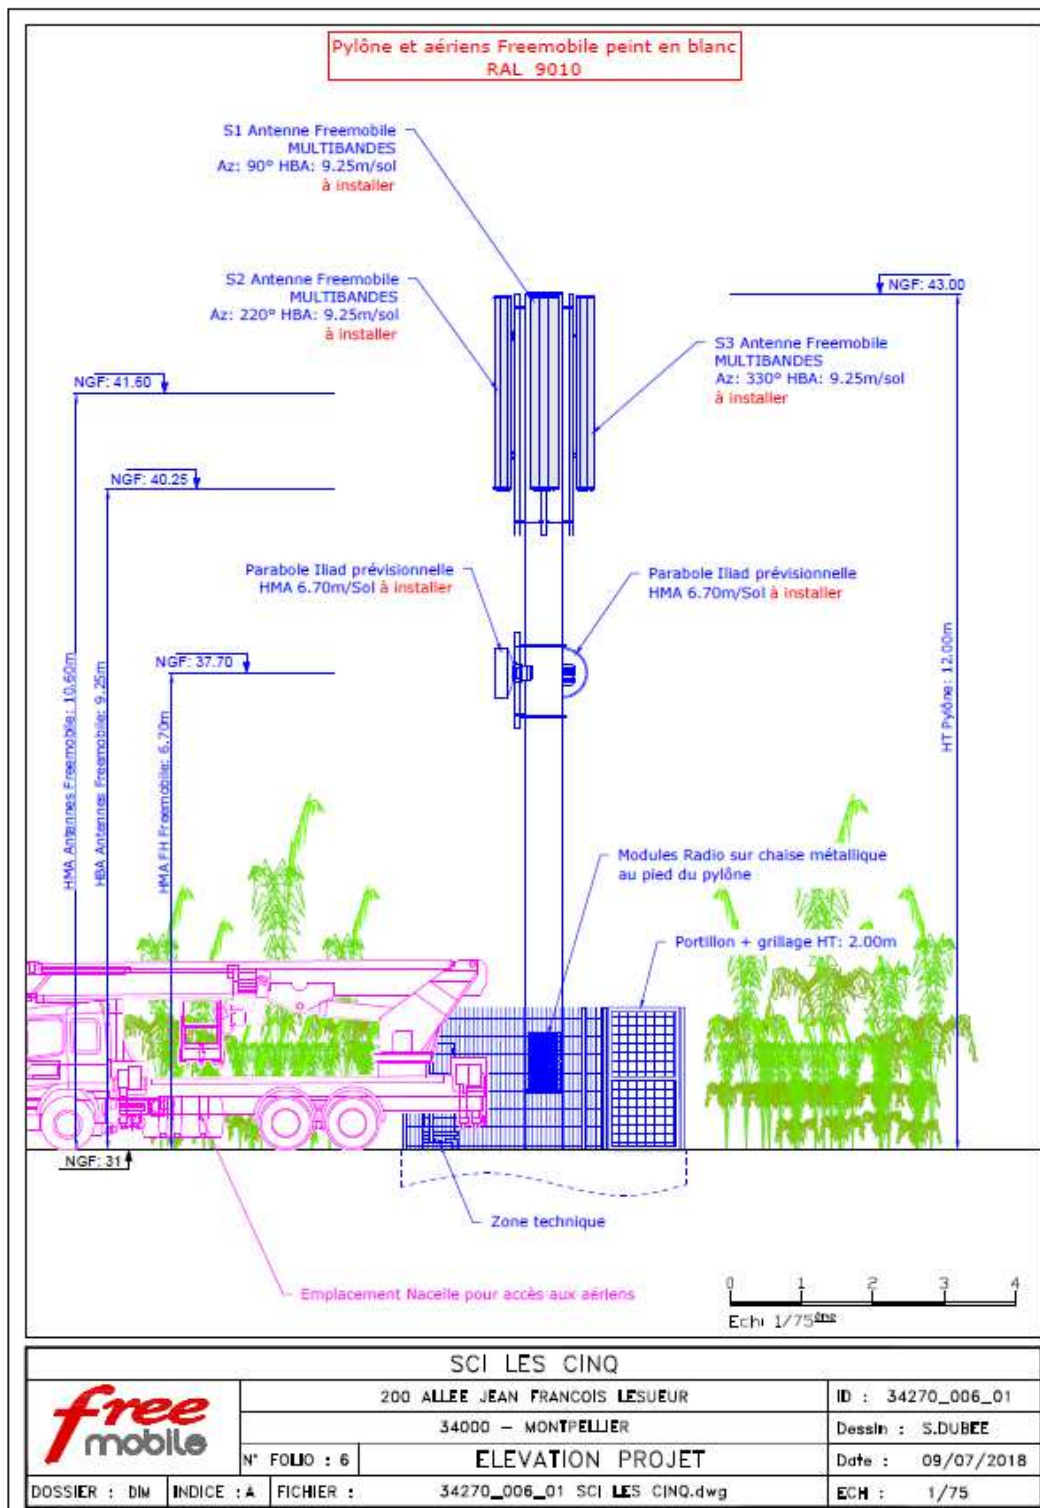 Pylône et aériens Freemobile peint en blanc
RAL 9010
S1 Antenne Freemobile
MULTIBANDES
Az: 90° HBA: 9.25m/sol
à installer
S2 Antenne Freemobile
MULTIBANDES
Az: 220° HBA: 9.25m/sol
à installer
NGF: 43.00
S3 Antenne Freemobile
MULTIBANDES
Az: 330° HBA: 9.25m/sol
à installer
NGF: 41.60
NGF: 40.25
Parabole Iliad prévisionnelle
HMA 6.70m/Sol à installer
Parabole Iliad prévisionnelle
HMA 6.70m/Sol à installer
NGF: 37.70
HMA Antennes Freemobile: 10.60m
HBA Antennes Freemobile: 9.25m
HMA FH Freemobile: 6.70m
HT Pylône: 12.00m
Modules Radio sur chaise métallique
au pied du pylône
Portillon + grillage HT: 2.00m
NGF: 31
Zone technique
Emplacement Nacelle pour accès aux aériens
0 1 2 3 4
Ech: 1/75ème
SCI LES CINQ
free
mobile
200 ALLEE JEAN FRANCOIS LESUEUR
ID : 34270_006_01
34000 – MONTPELLIER
Dessin : S.DUBEE
N° FOLIO : 6
ELEVATION PROJET
Date : 09/07/2018
DOSSIER : DIM
INDICE : A
FICHIER : 34270_006_01 SCI LES CINQ.dwg
ECH : 1/75